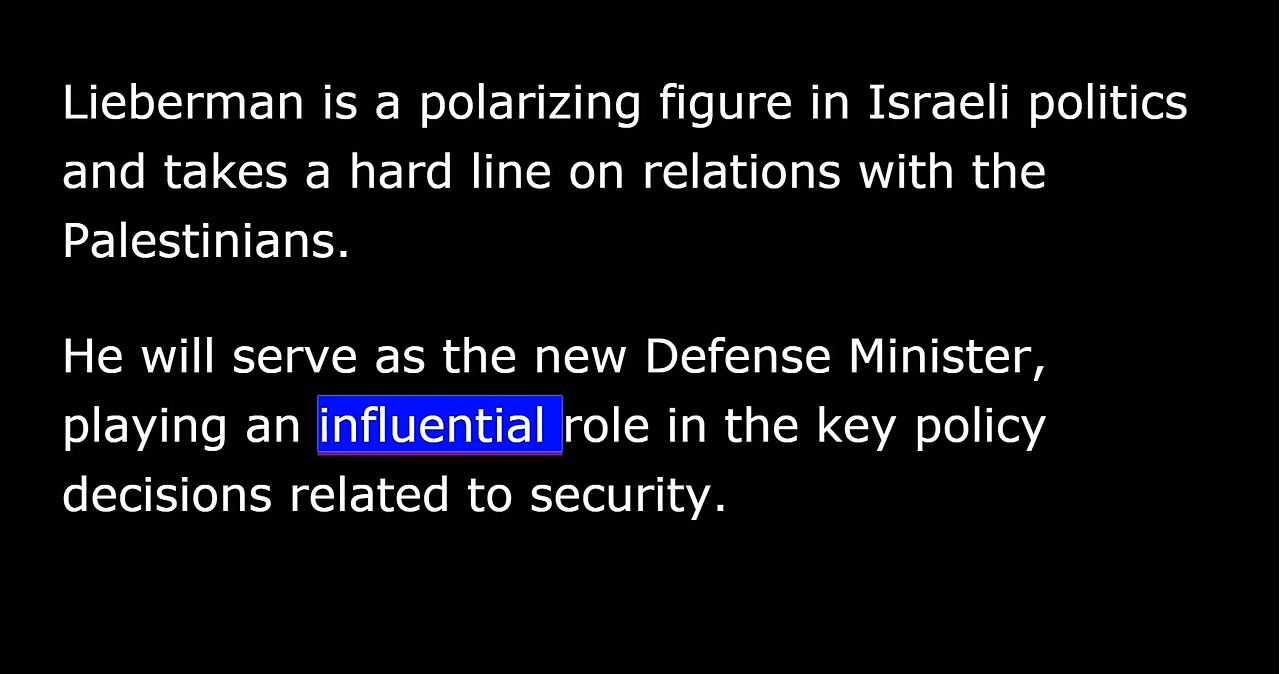 Lieberman is a polarizing figure in Israeli politics
and takes a hard line on relations with the
Palestinians.
He will serve as the new Defense Minister,
playing an influential role in the key policy
decisions related to security.